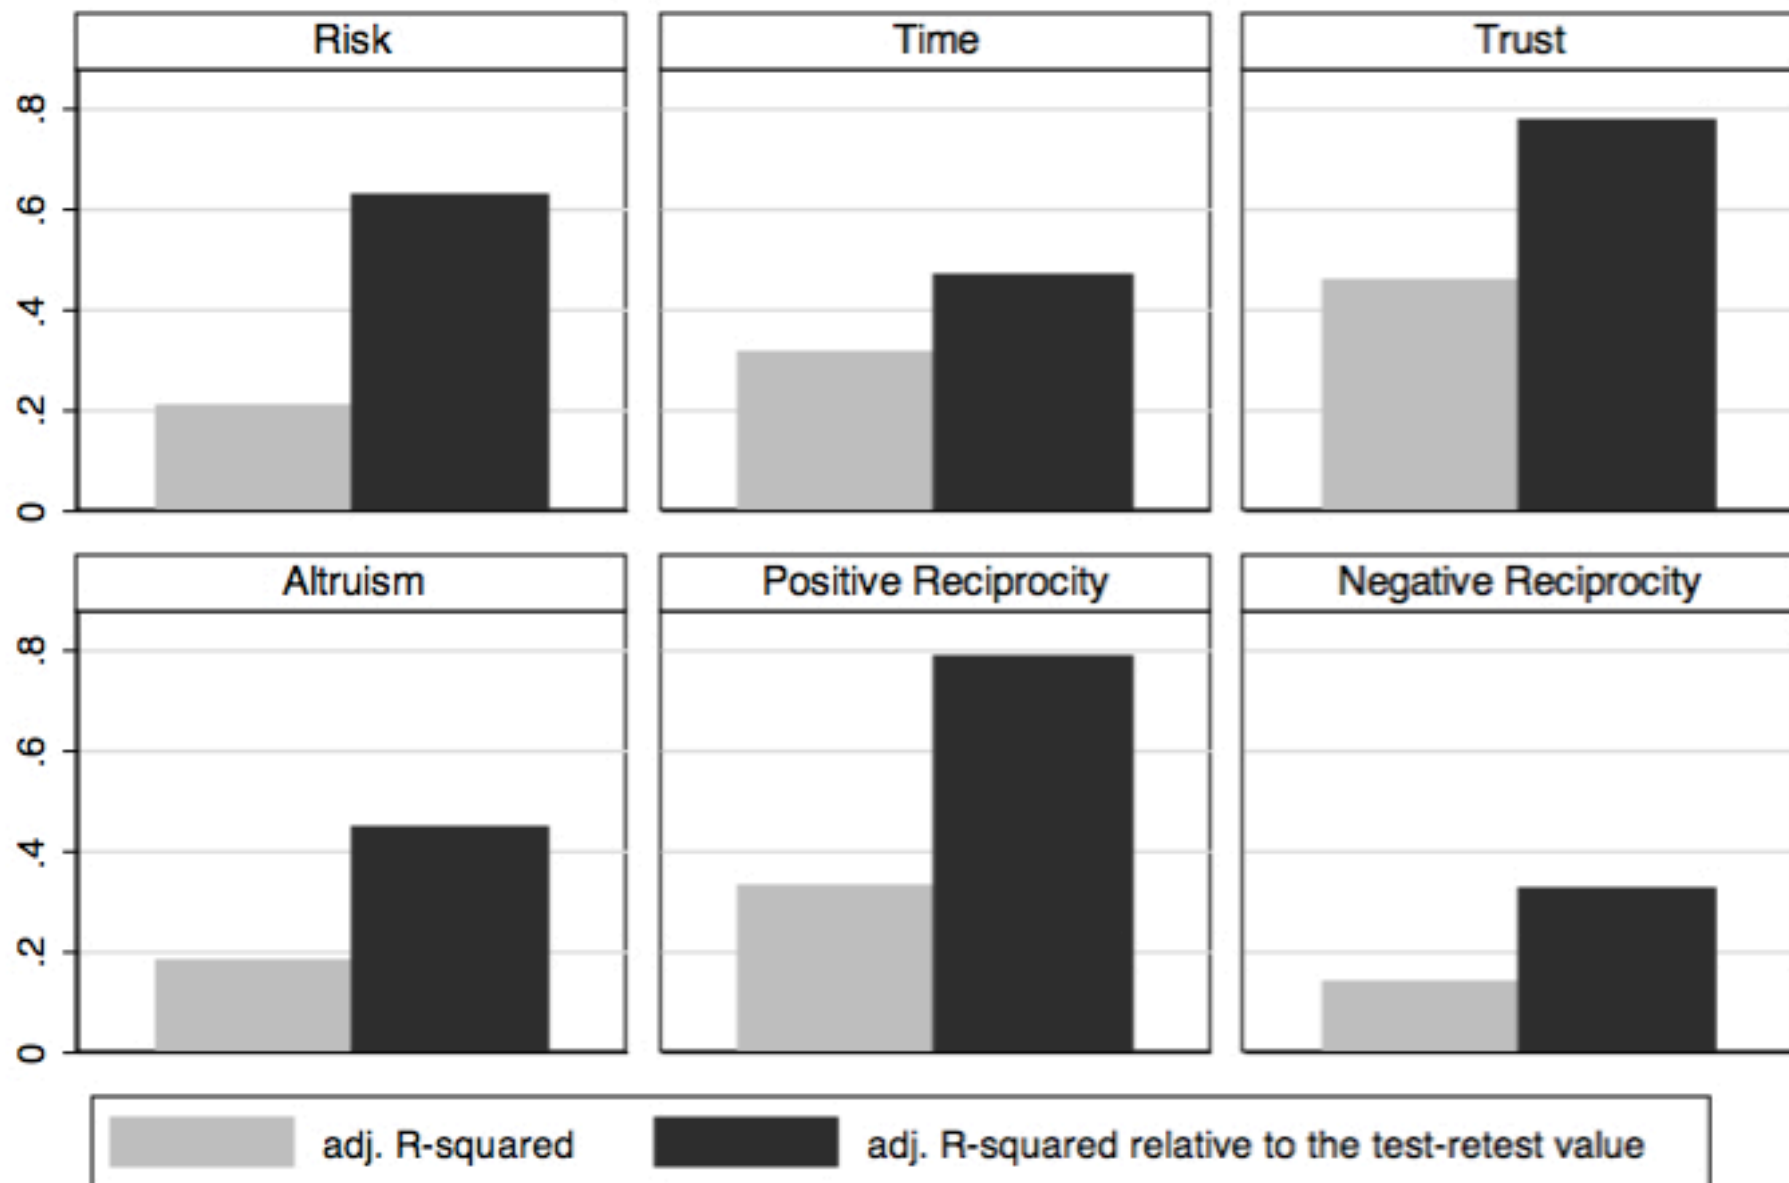 Risk
Time
Trust
.8
.6
.4
.2
0
Altruism
Positive Reciprocity
Negative Reciprocity
.8
.6
.4
.2
0
adj. R-squared
adj. R-squared relative to the test-retest value